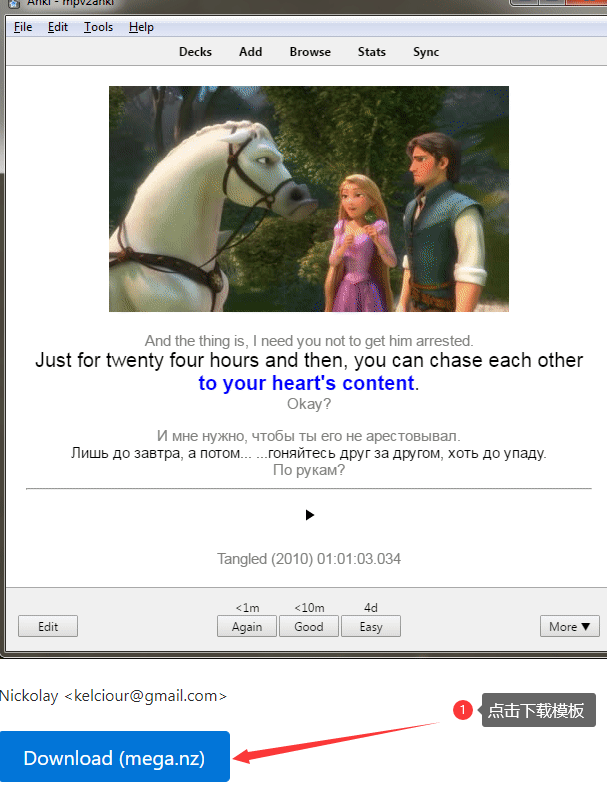 Anki - mpv2anki
File Edit Tools Help
Decks Add Browse Stats Sync
And the thing is, I need you not to get him arrested.
Just for twenty four hours and then, you can chase each other
to your heart's content.
Okay?
И мне нужно, чтобы ты его не арестовывал.
Лишь до завтра, а потом... ...гоняйтесь друг за другом, хоть до упаду.
По рукам?
Tangled (2010) 01:01:03.034
<1m <10m 4d
Edit Again Good Easy More ▼
Nickolay <kelciour@gmail.com>
1 点击下载模板
Download (mega.nz)